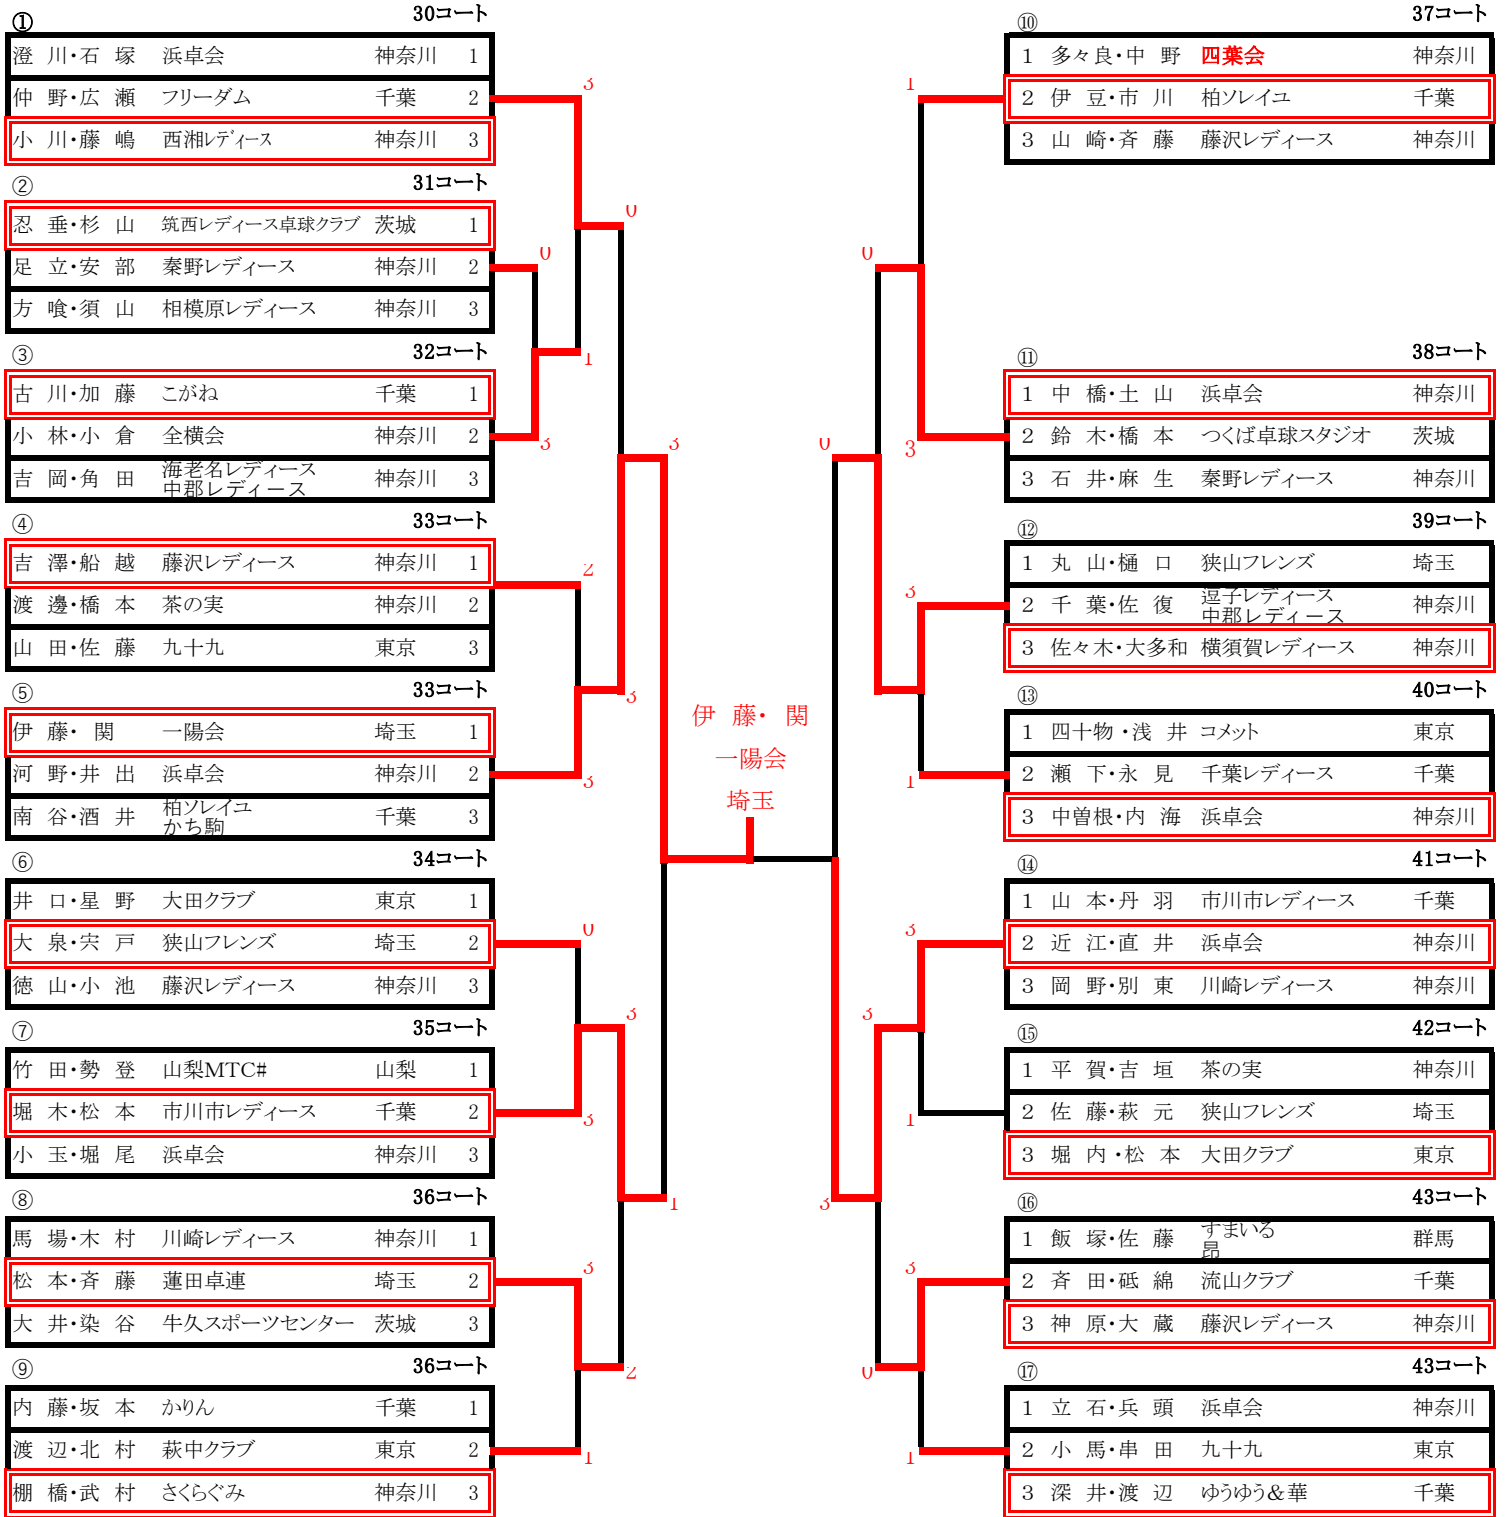 ① 30コート
澄 川・石 塚 浜卓会 神奈川 1
仲 野・広 瀬 フリーダム 千葉 2
小 川・藤 嶋 西湘レディース 神奈川 3
② 31コート
忍 垂・杉 山 筑西レディース卓球クラブ 茨城 1
足 立・安 部 秦野レディース 神奈川 2
方 喰・須 山 相模原レディース 神奈川 3
③ 32コート
古 川・加 藤 こがね 千葉 1
小 林・小 倉 全横会 神奈川 2
吉 岡・角 田 海老名レディース 神奈川 3
中郡レディース
④ 33コート
吉 澤・船 越 藤沢レディース 神奈川 1
渡 邊・橋 本 茶の実 神奈川 2
山 田・佐 藤 九十九 東京 3
⑤ 33コート
伊 藤・ 関 一陽会 埼玉 1
河 野・井 出 浜卓会 神奈川 2
南 谷・酒 井 柏ソレイユ 千葉 3
かち駒
⑥ 34コート
井 口・星 野 大田クラブ 東京 1
大 泉・宍 戸 狭山フレンズ 埼玉 2
徳 山・小 池 藤沢レディース 神奈川 3
⑦ 35コート
竹 田・勢 登 山梨MTC# 山梨 1
堀 木・松 本 市川市レディース 千葉 2
小 玉・堀 尾 浜卓会 神奈川 3
⑧ 36コート
馬 場・木 村 川崎レディース 神奈川 1
松 本・斉 藤 蓮田卓連 埼玉 2
大 井・染 谷 牛久スポーツセンター 茨城 3
⑨ 36コート
内 藤・坂 本 かりん 千葉 1
渡 辺・北 村 萩中クラブ 東京 2
棚 橋・武 村 さくらぐみ 神奈川 3
3
0
0
1
3
3
2
3
3
0
3
3
1
3
2
1
伊 藤・ 関
一陽会
埼玉
1
0
0
3
3
1
3
3
1
3
3
0
1
⑩ 37コート
1 多々良・中 野 四葉会 神奈川
2 伊 豆・市 川 柏ソレイユ 千葉
3 山 崎・斉 藤 藤沢レディース 神奈川
⑪ 38コート
1 中 橋・土 山 浜卓会 神奈川
2 鈴 木・橋 本 つくば卓球スタジオ 茨城
3 石 井・麻 生 秦野レディース 神奈川
⑫ 39コート
1 丸 山・樋 口 狭山フレンズ 埼玉
2 千 葉・佐 復 逗子レディース 神奈川
中郡レディース
3 佐々木・大多和 横須賀レディース 神奈川
⑬ 40コート
1 四十物・浅 井 コメット 東京
2 瀬 下・永 見 千葉レディース 千葉
3 中曽根・内 海 浜卓会 神奈川
⑭ 41コート
1 山 本・丹 羽 市川市レディース 千葉
2 近 江・直 井 浜卓会 神奈川
3 岡 野・別 東 川崎レディース 神奈川
⑮ 42コート
1 平 賀・吉 垣 茶の実 神奈川
2 佐 藤・萩 元 狭山フレンズ 埼玉
3 堀 内・松 本 大田クラブ 東京
⑯ 43コート
1 飯 塚・佐 藤 すまいる 群馬
昴
2 斉 田・砥 綿 流山クラブ 千葉
3 神 原・大 蔵 藤沢レディース 神奈川
⑰ 43コート
1 立 石・兵 頭 浜卓会 神奈川
2 小 馬・串 田 九十九 東京
3 深 井・渡 辺 ゆうゆう&華 千葉